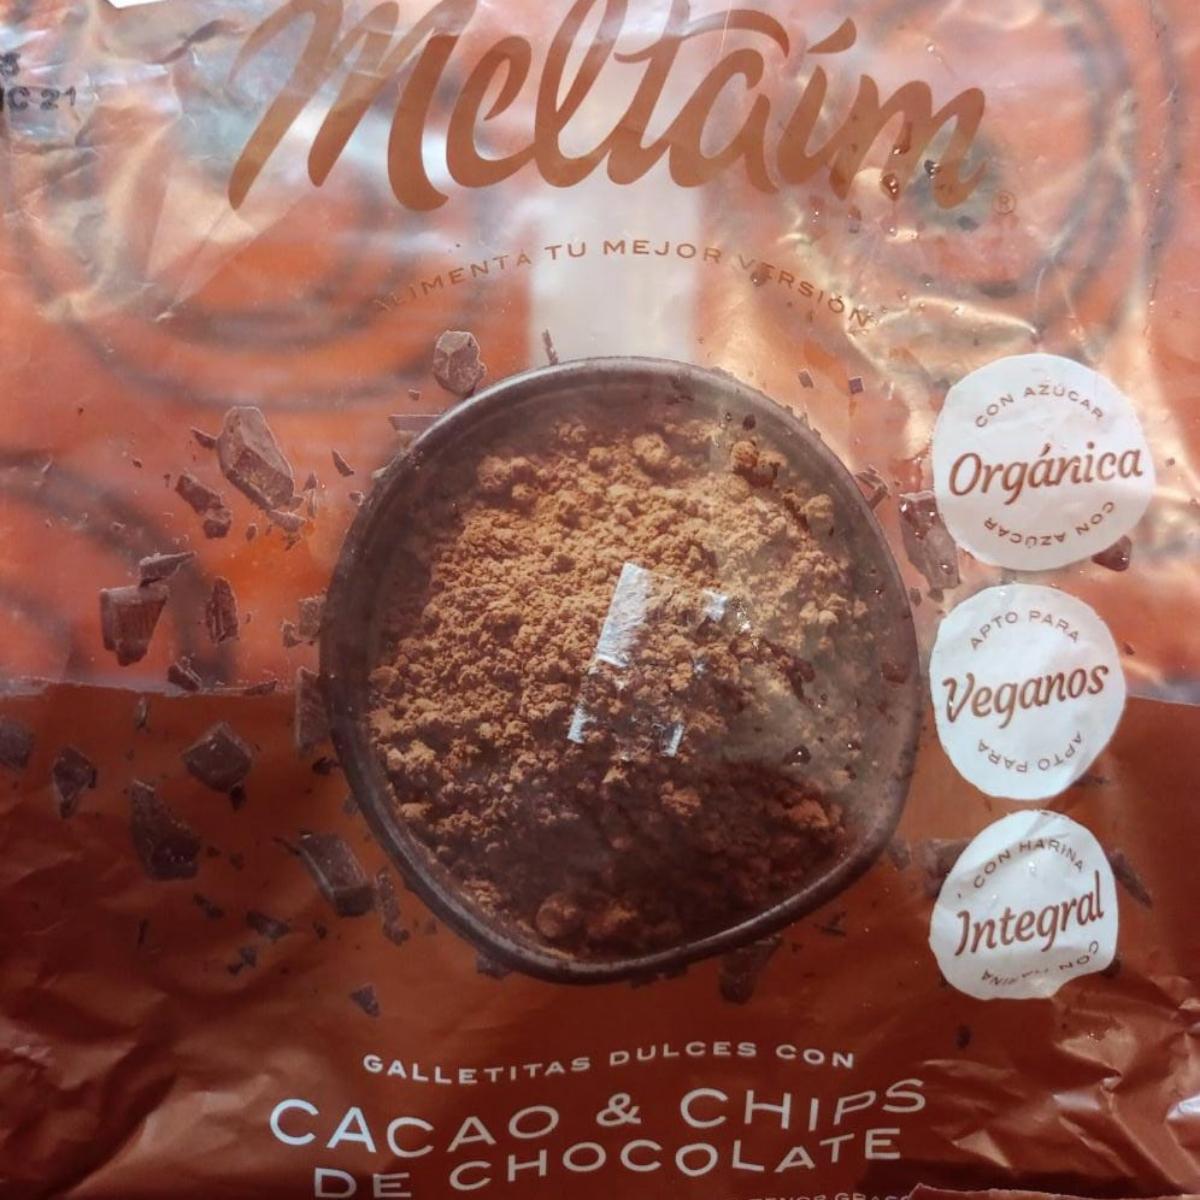 C 21
Meltaím
®
ALIMENTA TU MEJOR VERSIÓN
CON AZÚCAR
Orgánica
CON AZÚCAR
APTO PARA
Veganos
APTO PARA
CON HARINA
Integral
CON HARINA
GALLETITAS DULCES CON
CACAO & CHIPS
DE CHOCOLATE